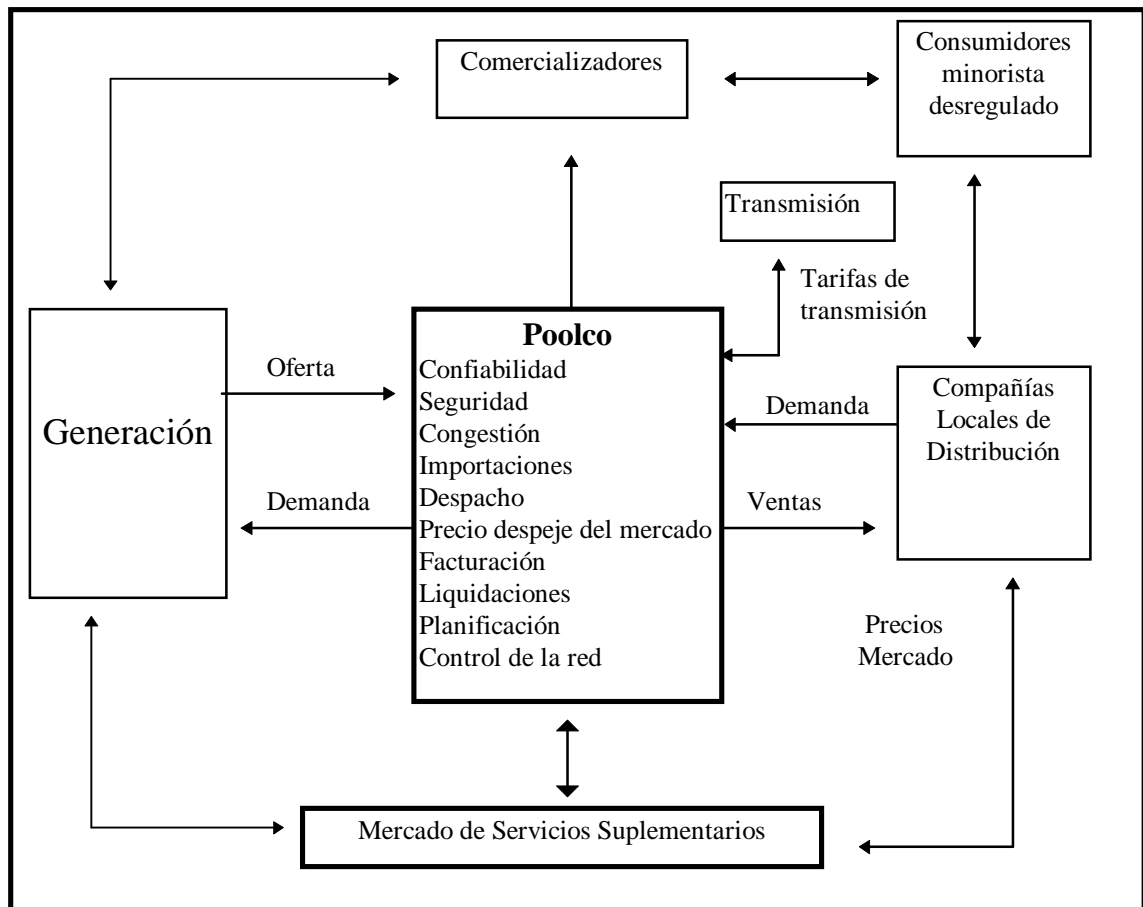 Comercializadores
Consumidores
minorista
desregulado
Transmisión
Tarifas de
transmisión
Generación
Oferta
Demanda
Poolco
Confiabilidad
Seguridad
Congestión
Importaciones
Despacho
Precio despeje del mercado
Facturación
Liquidaciones
Planificación
Control de la red
Demanda
Ventas
Compañías
Locales de
Distribución
Precios
Mercado
Mercado de Servicios Suplementarios